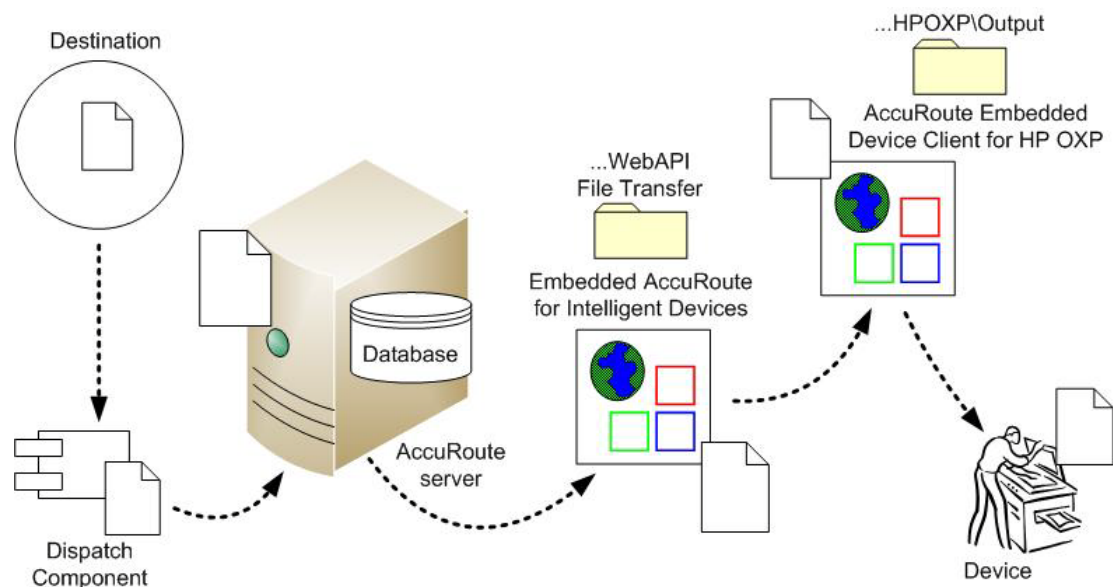 Destination
Dispatch
Component
Database
AccuRoute
server
...WebAPI
File Transfer
Embedded AccuRoute
for Intelligent Devices
...HPOXP\Output
AccuRoute Embedded
Device Client for HP OXP
Device